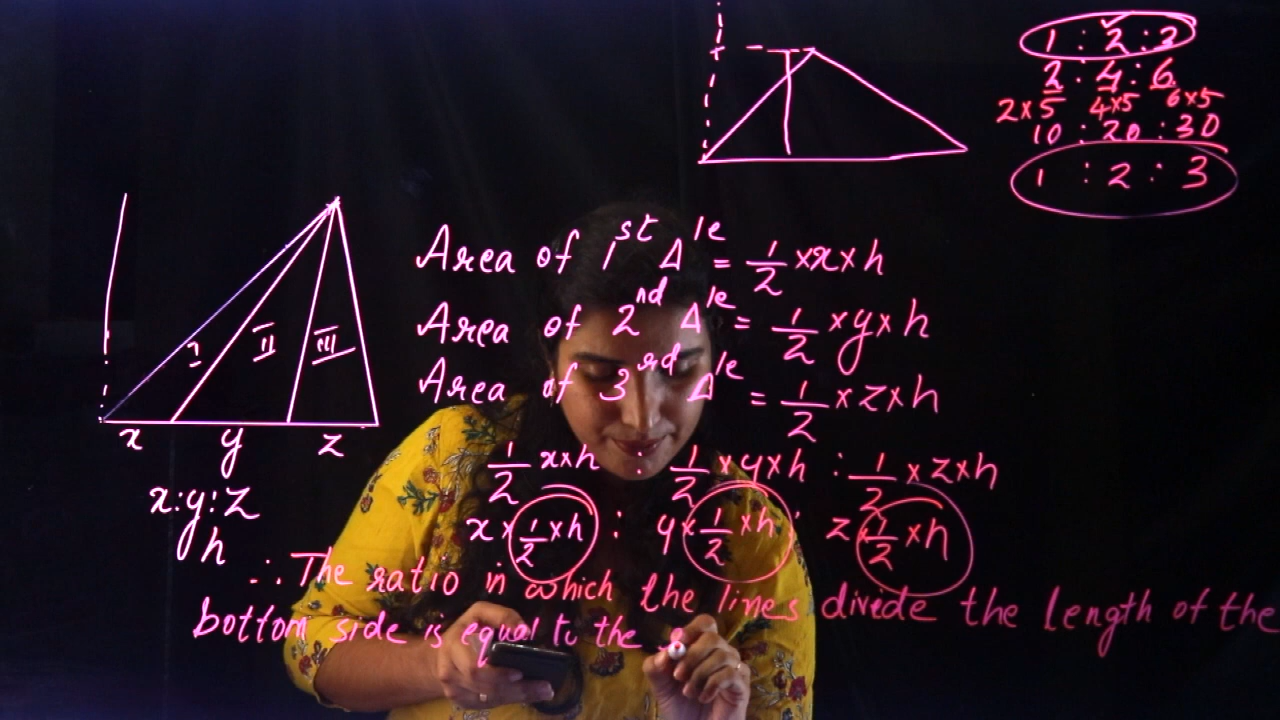 1 : 2 : 3
2 : 4 : 6
2×5 4×5 6×5
10 : 20 : 30
1 : 2 : 3
I II III
x y z
x:y:z
h
Area of 1st Δle = 1/2 ×x×h
Area of 2nd Δle = 1/2 ×y×h
Area of 3rd Δle = 1/2 ×z×h
1/2 x×h : 1/2 ×y×h : 1/2 ×z×h
x×1/2×h : y×1/2×h : z×1/2×h
∴ The ratio in which the lines divide the length of the
bottom side is equal to the